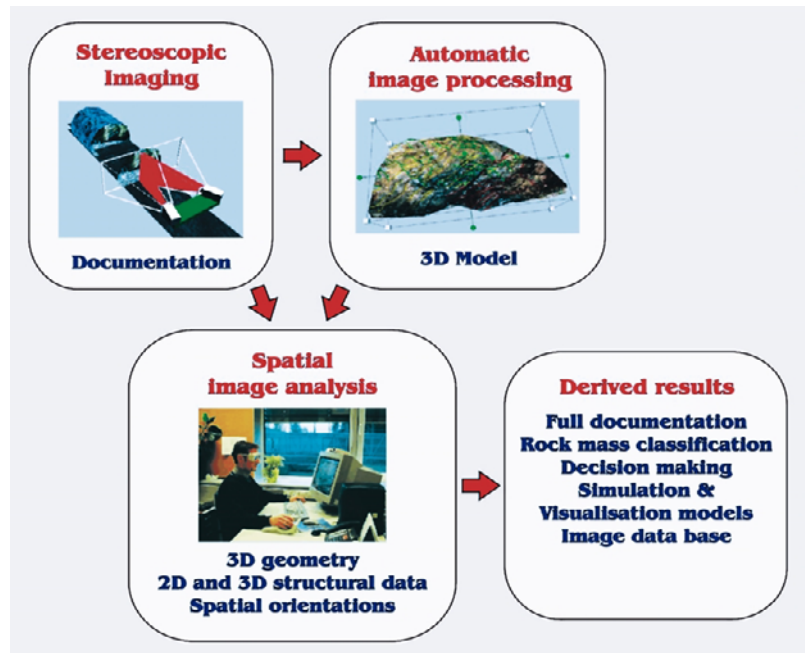 Stereoscopic
Imaging
Documentation
Automatic
image processing
3D Model
Spatial
image analysis
3D geometry
2D and 3D structural data
Spatial orientations
Derived results
Full documentation
Rock mass classification
Decision making
Simulation &
Visualisation models
Image data base